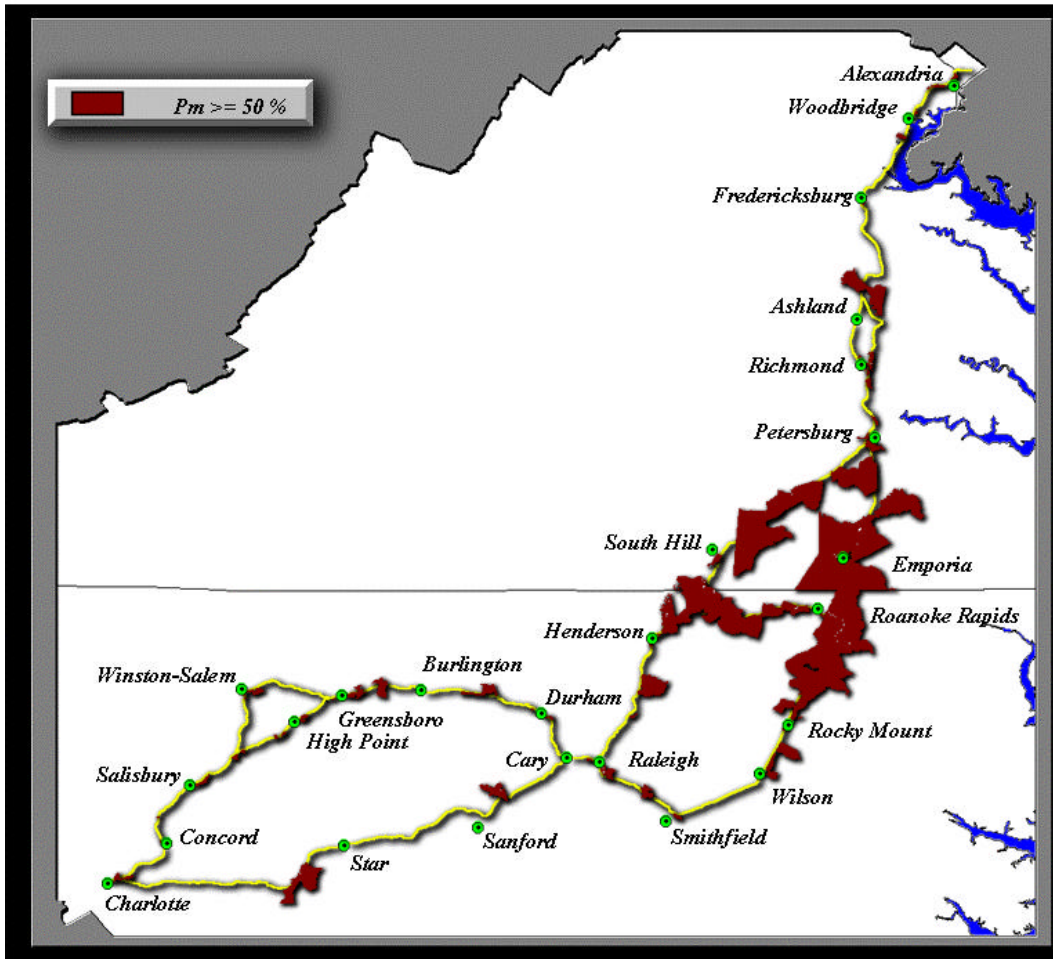 Pm >= 50 %
Alexandria
Woodbridge
Fredericksburg
Ashland
Richmond
Petersburg
South Hill
Emporia
Roanoke Rapids
Henderson
Winston-Salem
Burlington
Durham
Greensboro
High Point
Rocky Mount
Cary
Raleigh
Salisbury
Wilson
Concord
Sanford
Smithfield
Star
Charlotte